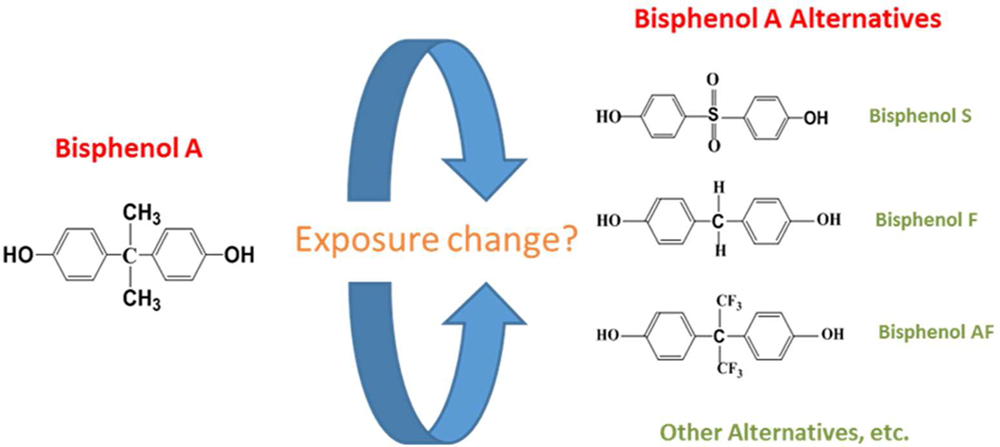 Bisphenol A Alternatives
O
HO
S
OH
Bisphenol S
O
Bisphenol A
H
CH3
HO
C
OH
Bisphenol F
HO
C
OH
Exposure change?
H
CH3
CF3
HO
C
OH
Bisphenol AF
CF3
Other Alternatives, etc.